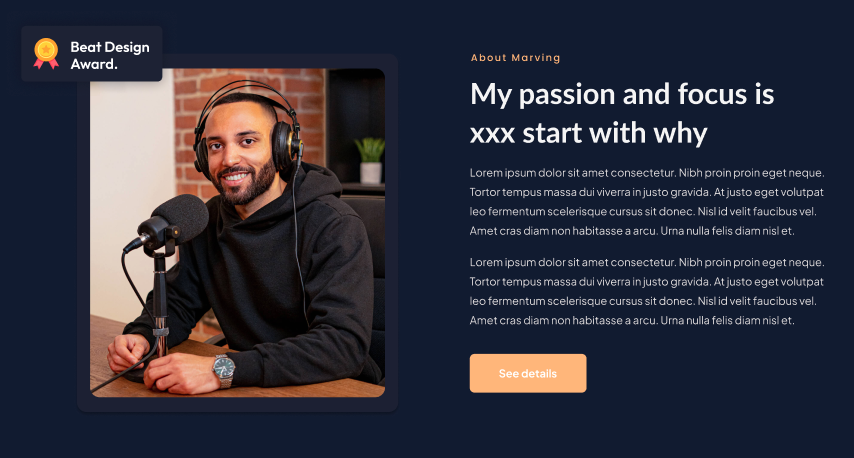 Beat Design
Award.
About Marving
My passion and focus is
xxx start with why
Lorem ipsum dolor sit amet consectetur. Nibh proin proin eget neque.
Tortor tempus massa dui viverra in justo gravida. At justo eget volutpat
leo fermentum scelerisque cursus sit donec. Nisl id velit faucibus vel.
Amet cras diam non habitasse a arcu. Urna nulla felis diam nisl et.
Lorem ipsum dolor sit amet consectetur. Nibh proin proin eget neque.
Tortor tempus massa dui viverra in justo gravida. At justo eget volutpat
leo fermentum scelerisque cursus sit donec. Nisl id velit faucibus vel.
Amet cras diam non habitasse a arcu. Urna nulla felis diam nisl et.
See details